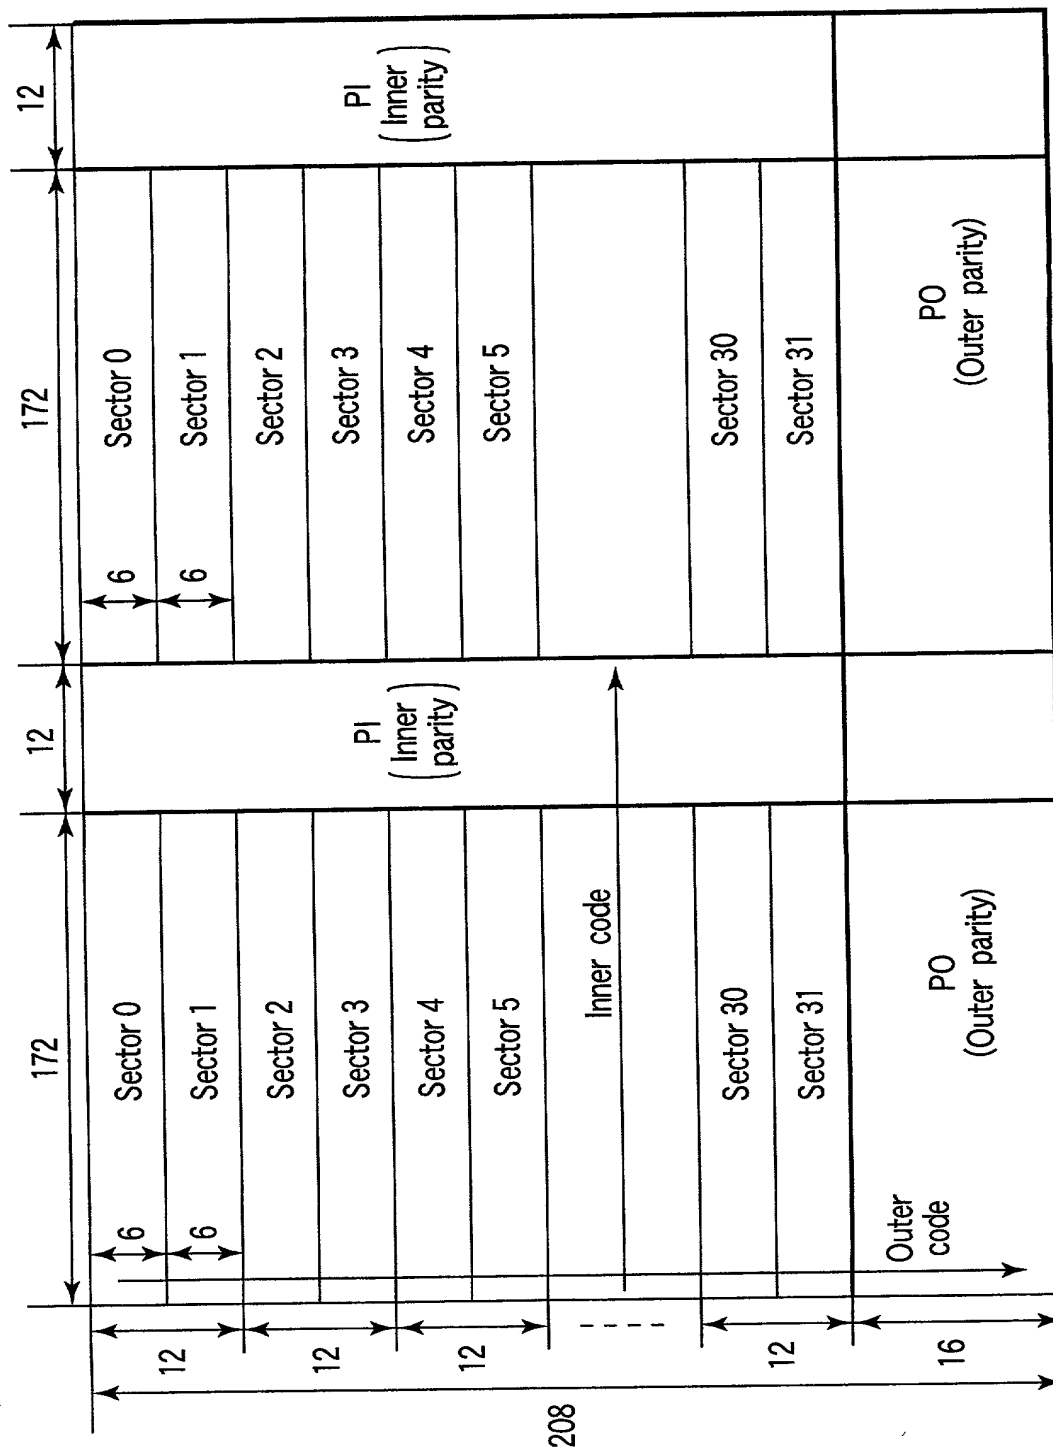 172
12
172
12
6
6
6
6
Sector 0
Sector 1
Sector 2
Sector 3
Sector 4
Sector 5
Sector 30
Sector 31
PI
(Inner
parity)
Sector 0
Sector 1
Sector 2
Sector 3
Sector 4
Sector 5
Sector 30
Sector 31
PI
(Inner
parity)
Inner code
Outer
code
PO
(Outer parity)
PO
(Outer parity)
12
12
12
12
16
208